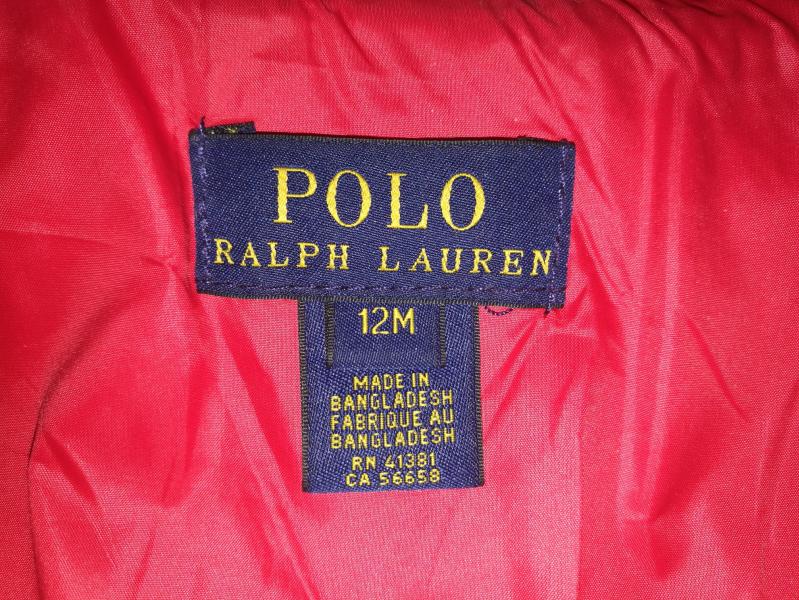 POLO
RALPH LAUREN
12M
MADE IN
BANGLADESH
FABRIQUE AU
BANGLADESH
RN 41381
CA 56658